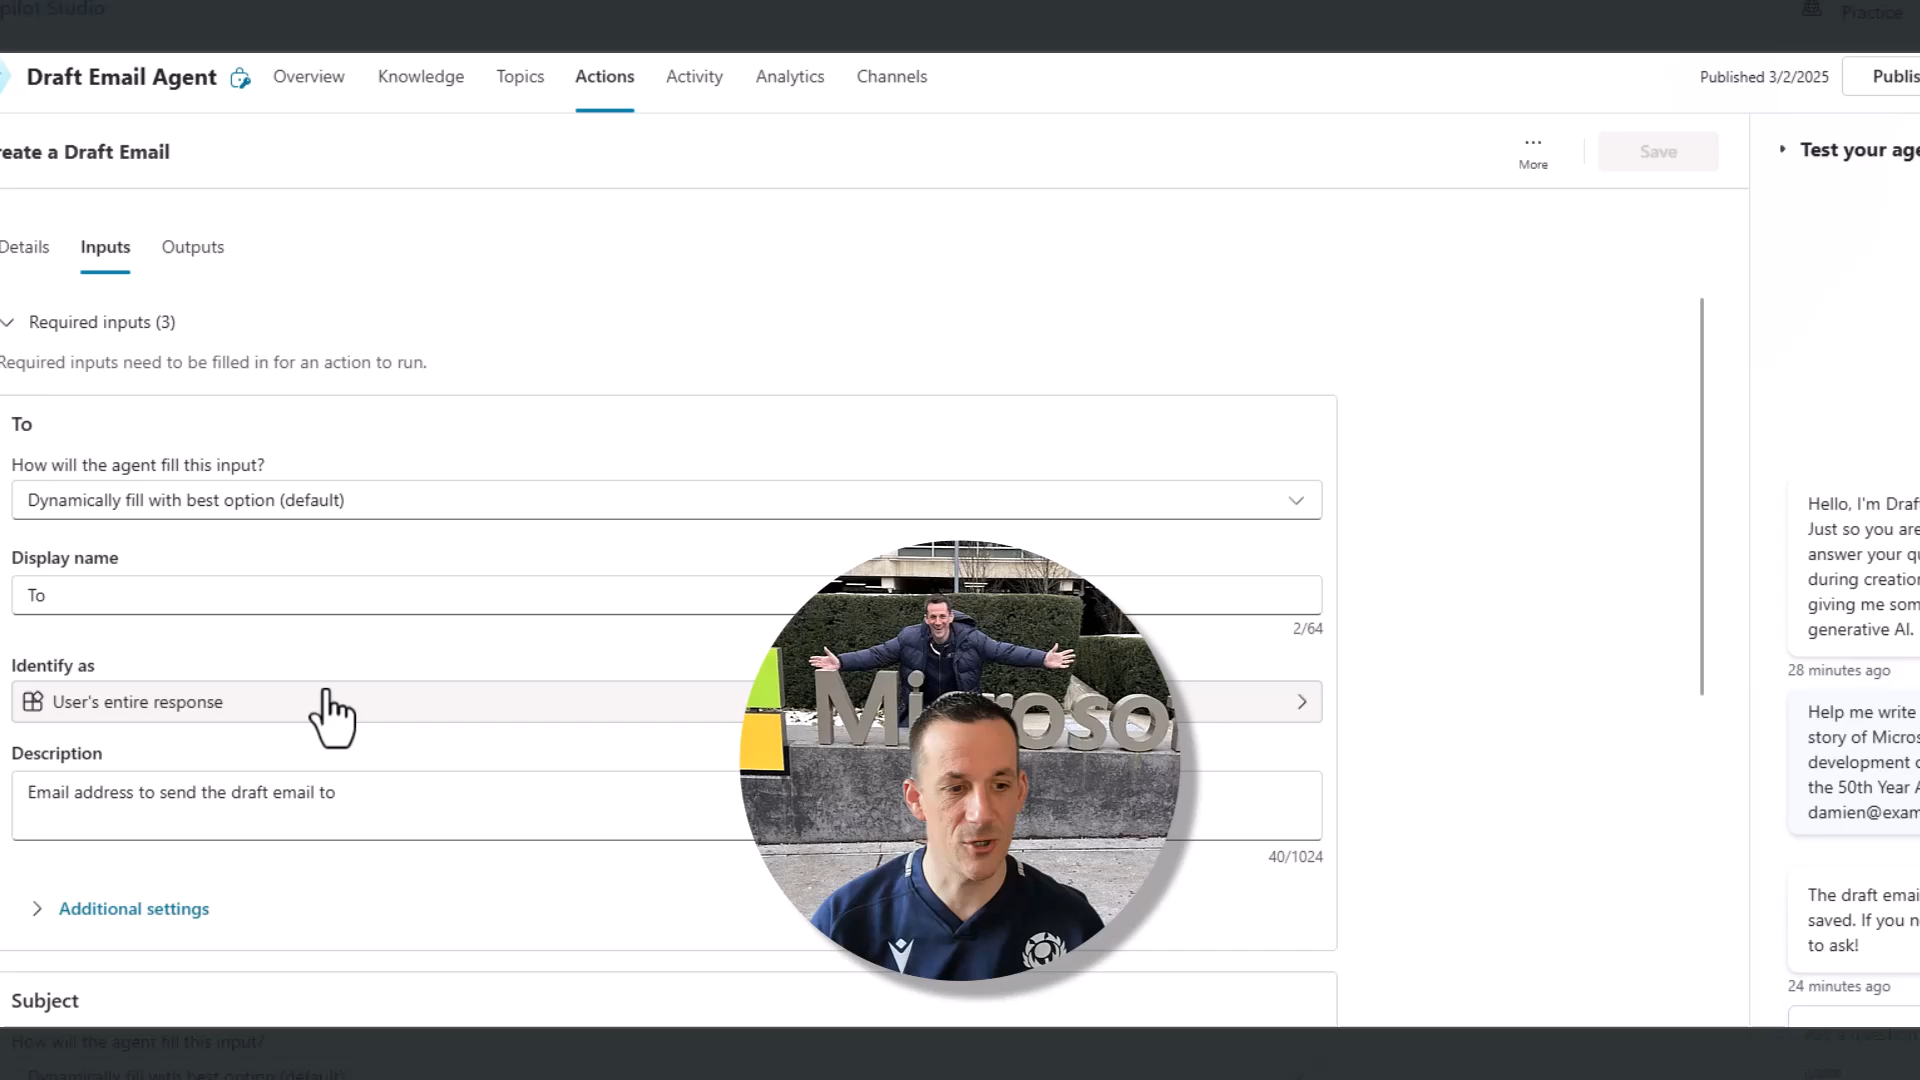 pilot Studio
Practice
Draft Email Agent
Overview
Knowledge
Topics
Actions
Activity
Analytics
Channels
Published 3/2/2025
Publis
reate a Draft Email
More
Save
Test your age
Details
Inputs
Outputs
Required inputs (3)
Required inputs need to be filled in for an action to run.
To
How will the agent fill this input?
Dynamically fill with best option (default)
Display name
To
2/64
Identify as
User's entire response
Description
Email address to send the draft email to
40/1024
Additional settings
Subject
How will the agent fill this input?
Dynamically fill with best option (default)
Microso
Hello, I'm Draf
Just so you are
answer your qu
during creation
giving me som
generative AI.
28 minutes ago
Help me write
story of Micros
development o
the 50th Year A
damien@exam
The draft emai
saved. If you n
to ask!
24 minutes ago